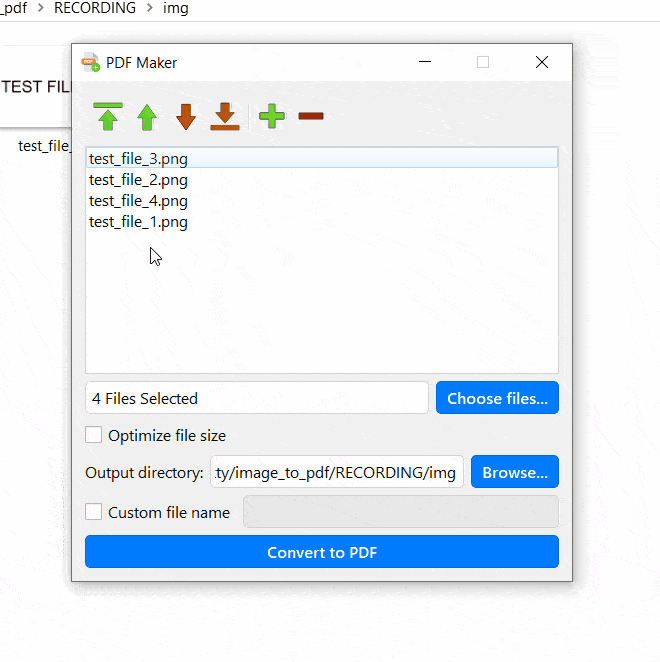 _pdf > RECORDING > img
PDF Maker
TEST FIL
test_file_
test_file_3.png
test_file_2.png
test_file_4.png
test_file_1.png
4 Files Selected
Choose files...
Optimize file size
Output directory:
ty/image_to_pdf/RECORDING/img
Browse...
Custom file name
Convert to PDF